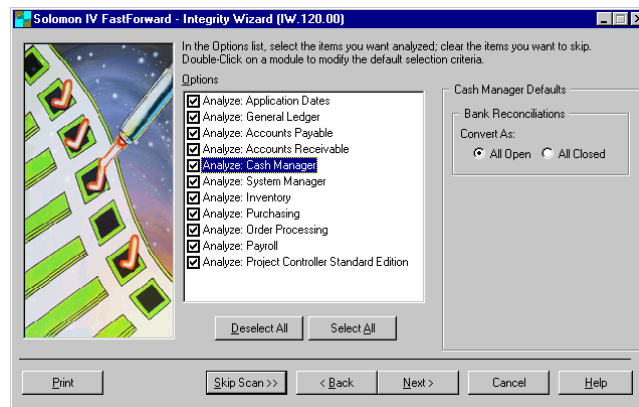 Solomon IV FastForward - Integrity Wizard (IW.120.00)
In the Options list, select the items you want analyzed; clear the items you want to skip.
Double-Click on a module to modify the default selection criteria.
Options
Analyze: Application Dates
Analyze: General Ledger
Analyze: Accounts Payable
Analyze: Accounts Receivable
Analyze: Cash Manager
Analyze: System Manager
Analyze: Inventory
Analyze: Purchasing
Analyze: Order Processing
Analyze: Payroll
Analyze: Project Controller Standard Edition
Cash Manager Defaults
Bank Reconciliations
Convert As:
All Open All Closed
Deselect All Select All
Print Skip Scan >> < Back Next > Cancel Help